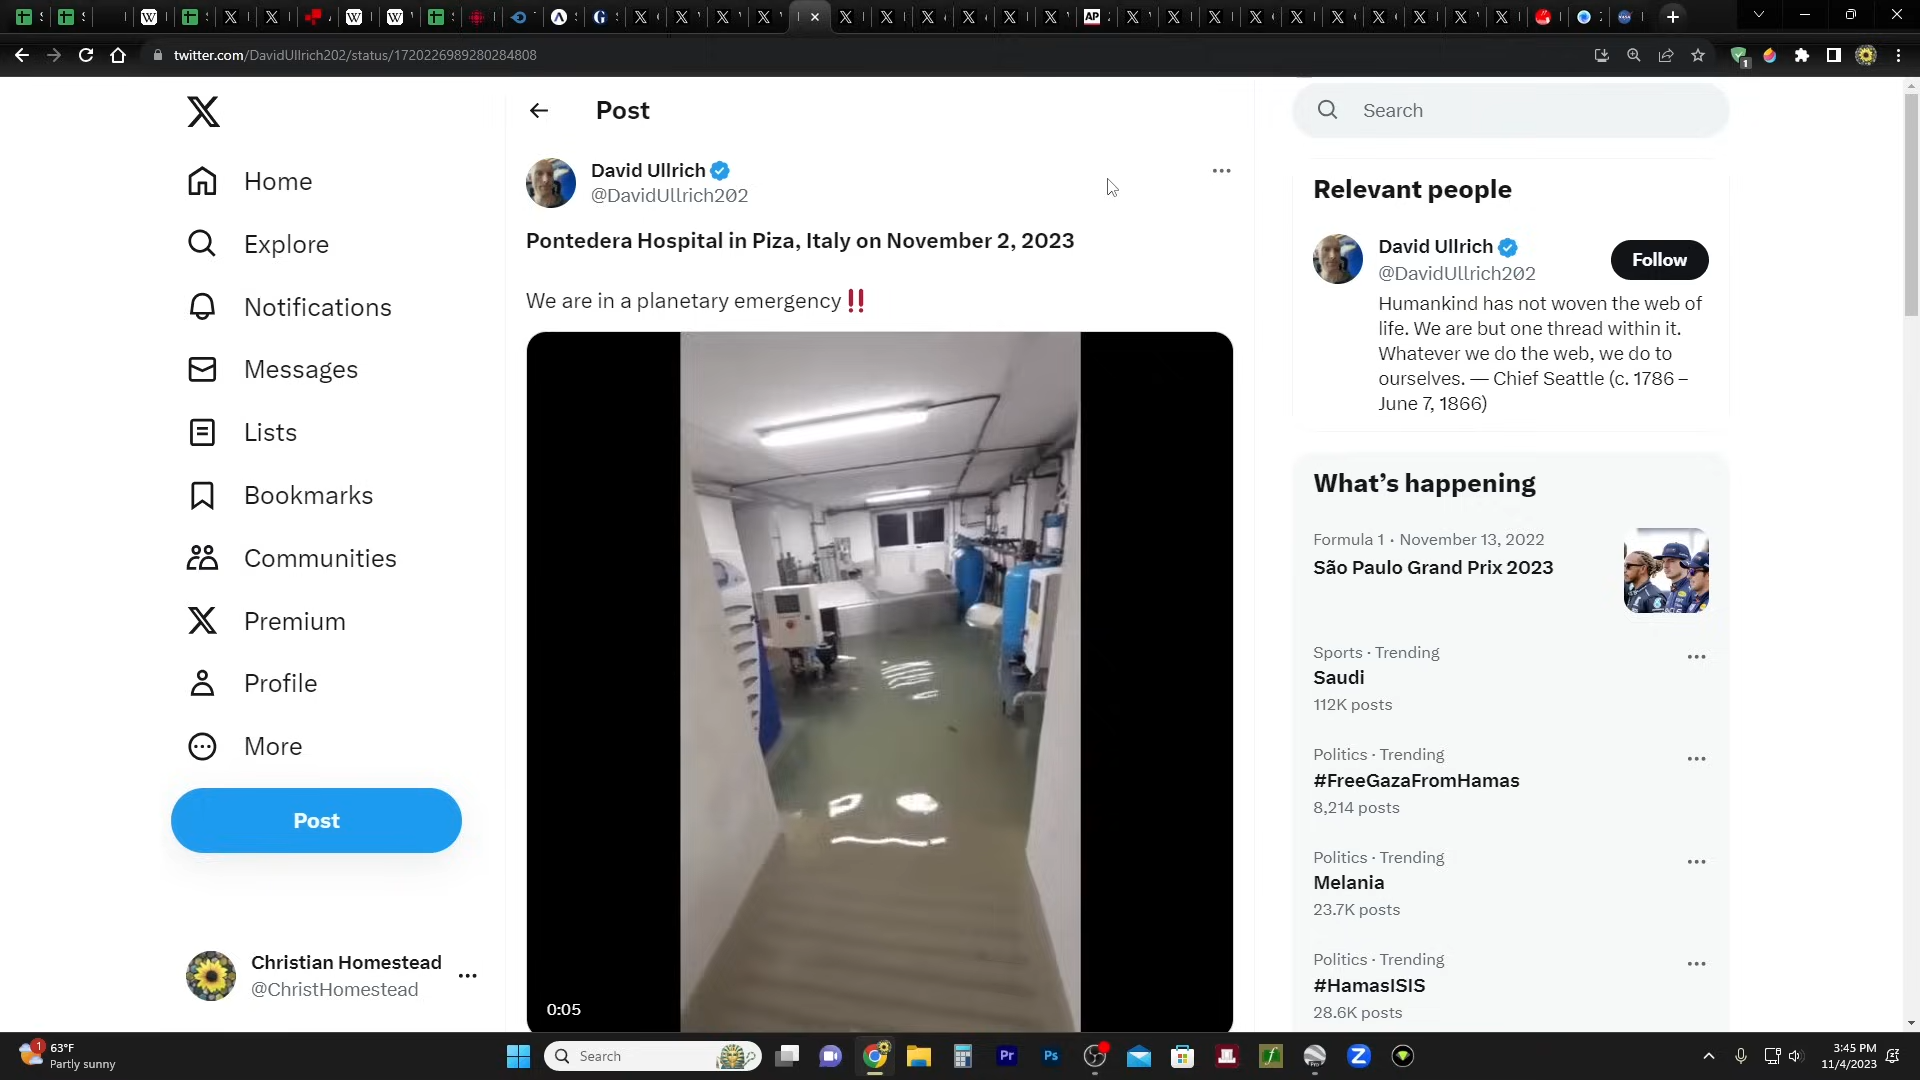 twitter.com/DavidUllrich202/status/1720226989280284808
Post
Search
David Ullrich
@DavidUllrich202
Pontedera Hospital in Piza, Italy on November 2, 2023
We are in a planetary emergency‼️
0:05
Home
Explore
Notifications
Messages
Lists
Bookmarks
Communities
Premium
Profile
More
Post
Christian Homestead
@ChristHomestead
Relevant people
David Ullrich
@DavidUllrich202
Follow
Humankind has not woven the web of
life. We are but one thread within it.
Whatever we do the web, we do to
ourselves. — Chief Seattle (c. 1786 –
June 7, 1866)
What's happening
Formula 1 · November 13, 2022
São Paulo Grand Prix 2023
Sports · Trending
Saudi
112K posts
Politics · Trending
#FreeGazaFromHamas
8,214 posts
Politics · Trending
Melania
23.7K posts
Politics · Trending
#HamasISIS
28.6K posts
1
63°F
Partly sunny
Search
Pr
Ps
3:45 PM
11/4/2023